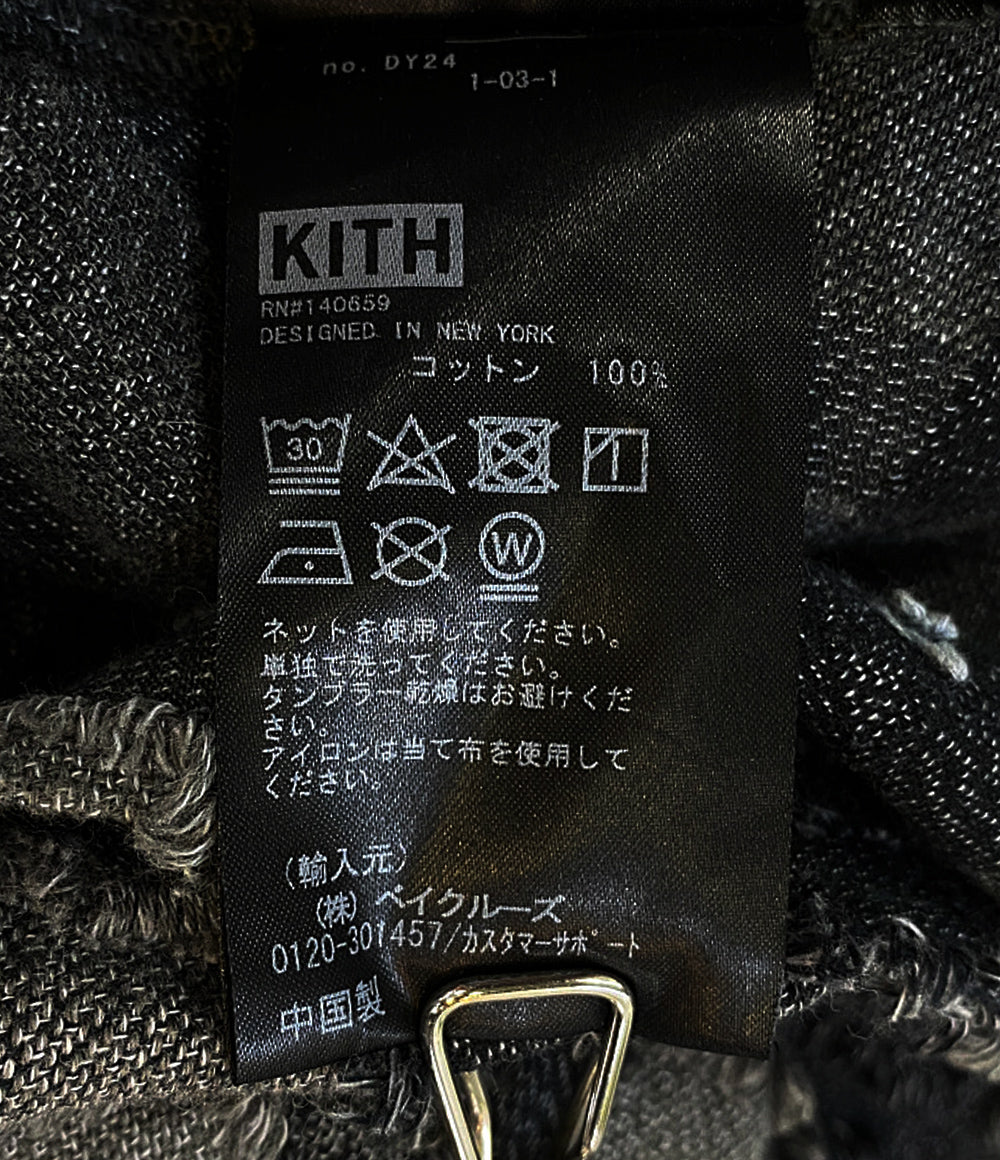 no. DY24
1-03-1
KITH
RN#140659
DESIGNED IN NEW YORK
コットン 100%
30
W
ネットを使用してください。
単独で洗ってください。
タンブラー乾燥はお避けくだ
さい。
アイロンは当て布を使用して
ください。
(輸入元)
(株) ベイクルーズ
0120-301457/カスタマーサポート
中国製